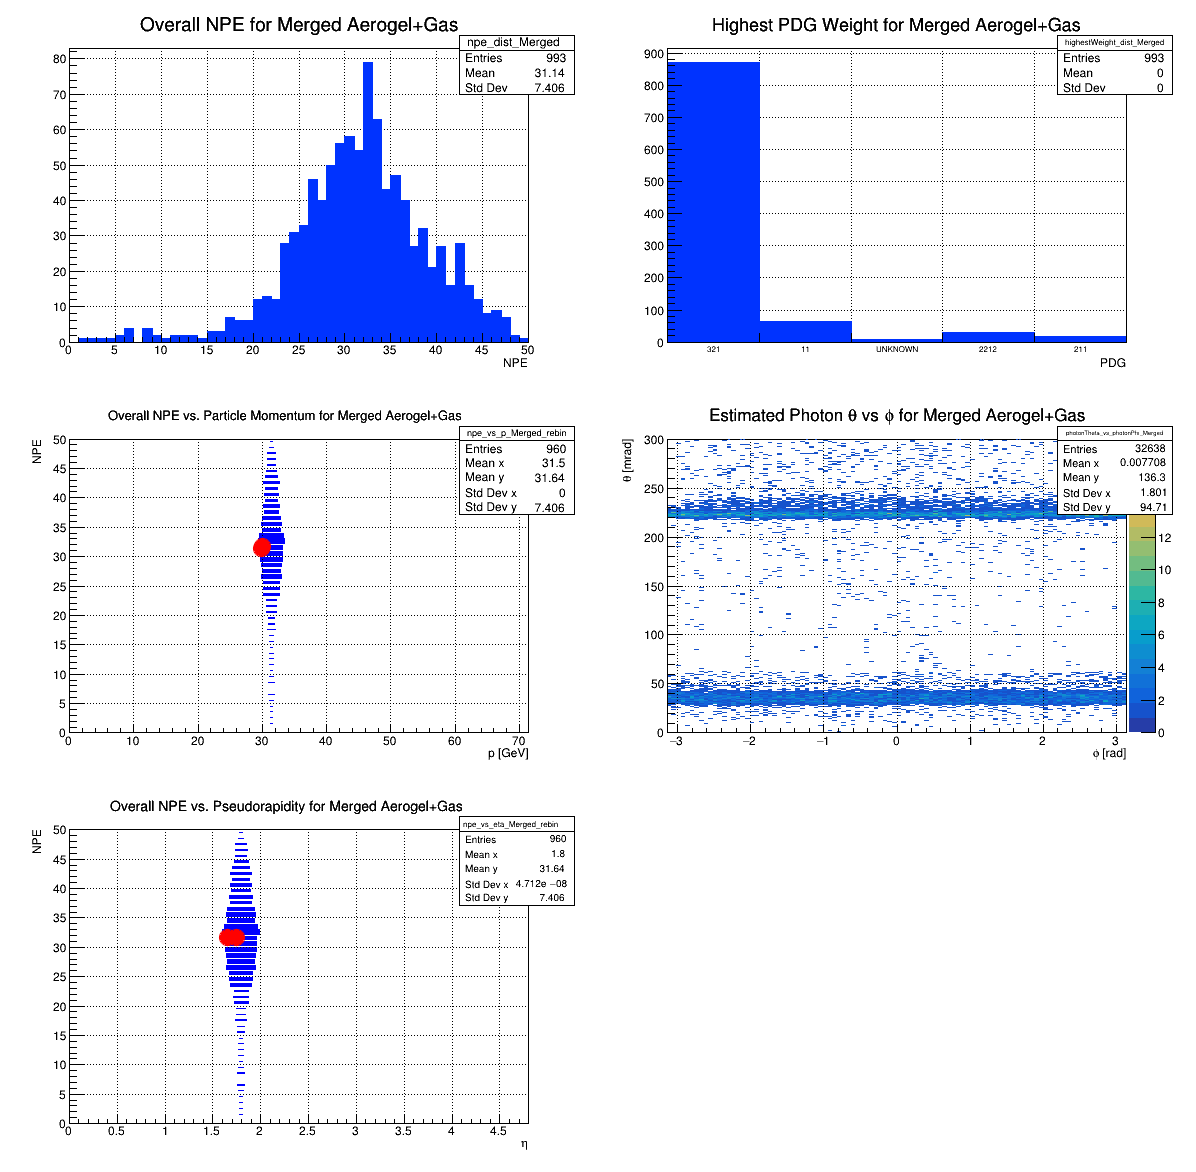 Overall NPE for Merged Aerogel+Gas
npe_dist_Merged
Entries 993
Mean 31.14
Std Dev 7.406
80
70
60
50
40
30
20
10
0
0 5 10 15 20 25 30 35 40 45 50
NPE
Highest PDG Weight for Merged Aerogel+Gas
highestWeight_dist_Merged
Entries 993
Mean 0
Std Dev 0
900
800
700
600
500
400
300
200
100
0
321 11 UNKNOWN 2212 211
PDG
Overall NPE vs. Particle Momentum for Merged Aerogel+Gas
npe_vs_p_Merged_rebin
Entries 960
Mean x 31.5
Mean y 31.64
Std Dev x 0
Std Dev y 7.406
NPE
50
45
40
35
30
25
20
15
10
5
0
0 10 20 30 40 50 60 70
p [GeV]
Estimated Photon θ vs ϕ for Merged Aerogel+Gas
photonTheta_vs_photonPhi_Merged
Entries 32638
Mean x 0.007708
Mean y 136.3
Std Dev x 1.801
Std Dev y 94.71
θ [mrad]
300
250
200
150
100
50
0
−3 −2 −1 0 1 2 3
ϕ [rad]
12
10
8
6
4
2
0
Overall NPE vs. Pseudorapidity for Merged Aerogel+Gas
npe_vs_eta_Merged_rebin
Entries 960
Mean x 1.8
Mean y 31.64
Std Dev x 4.712e −08
Std Dev y 7.406
NPE
50
45
40
35
30
25
20
15
10
5
0
0 0.5 1 1.5 2 2.5 3 3.5 4 4.5
η